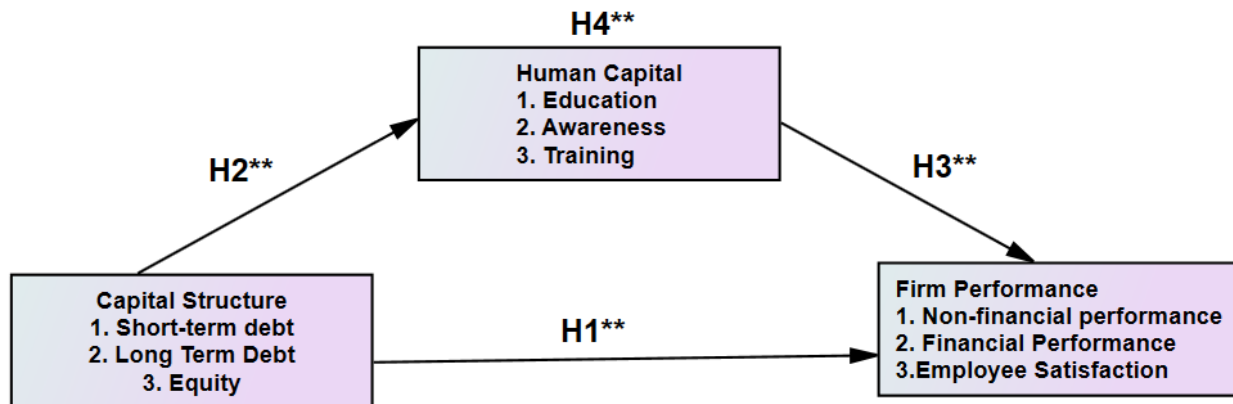 H4**
Human Capital
1. Education
2. Awareness
3. Training
H2**
H3**
Capital Structure
1. Short-term debt
2. Long Term Debt
3. Equity
H1**
Firm Performance
1. Non-financial performance
2. Financial Performance
3.Employee Satisfaction